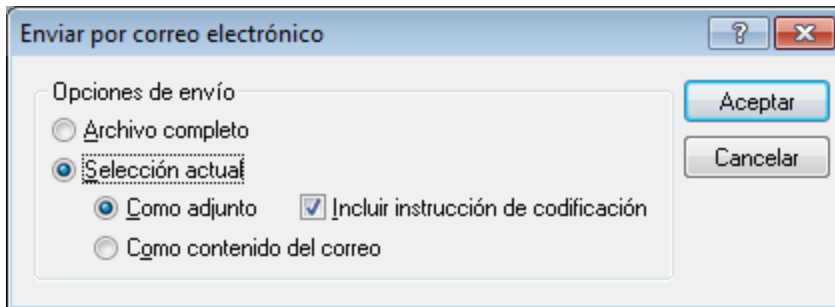 Enviar por correo electrónico
Opciones de envío
Archivo completo
Selección actual
Como adjunto
Incluir instrucción de codificación
Como contenido del correo
Aceptar
Cancelar